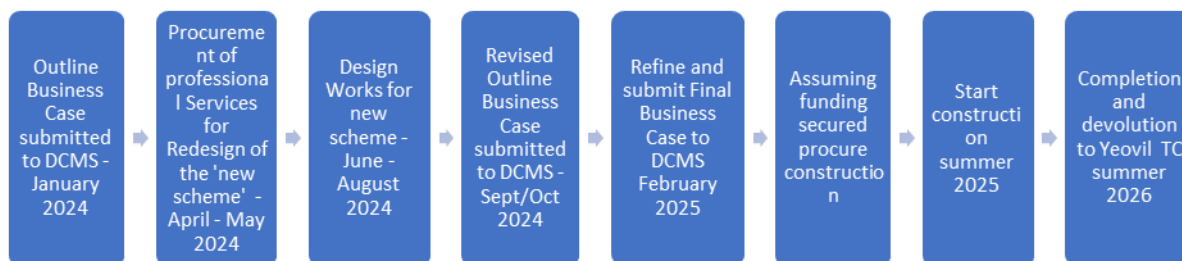 Outline
Business
Case
submitted
to DCMS -
January
2024
Procureme
nt of
professiona
l Services
for
Redesign of
the 'new
scheme' -
April - May
2024
Design
Works for
new
scheme -
June -
August
2024
Revised
Outline
Business
Case
submitted
to DCMS -
Sept/Oct
2024
Refine and
submit Final
Business
Case to
DCMS
February
2025
Assuming
funding
secured
procure
constructio
n
Start
constructi
on
summer
2025
Completion
and
devolution
to Yeovil TC
summer
2026